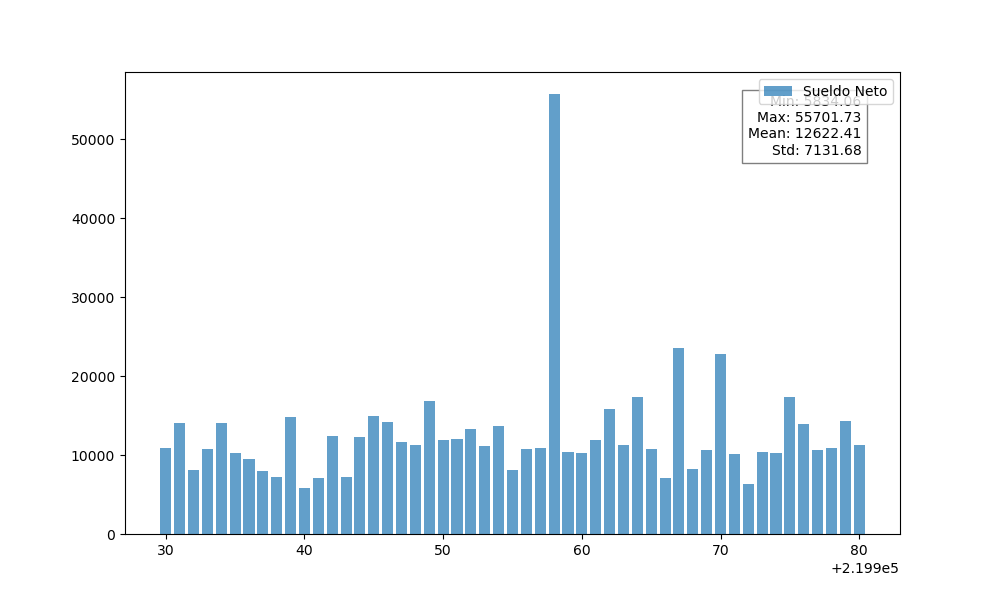 Sueldo Neto
Min: 5834.06
Max: 55701.73
Mean: 12622.41
Std: 7131.68
50000
40000
30000
20000
10000
0
30 40 50 60 70 80
+2.199e5